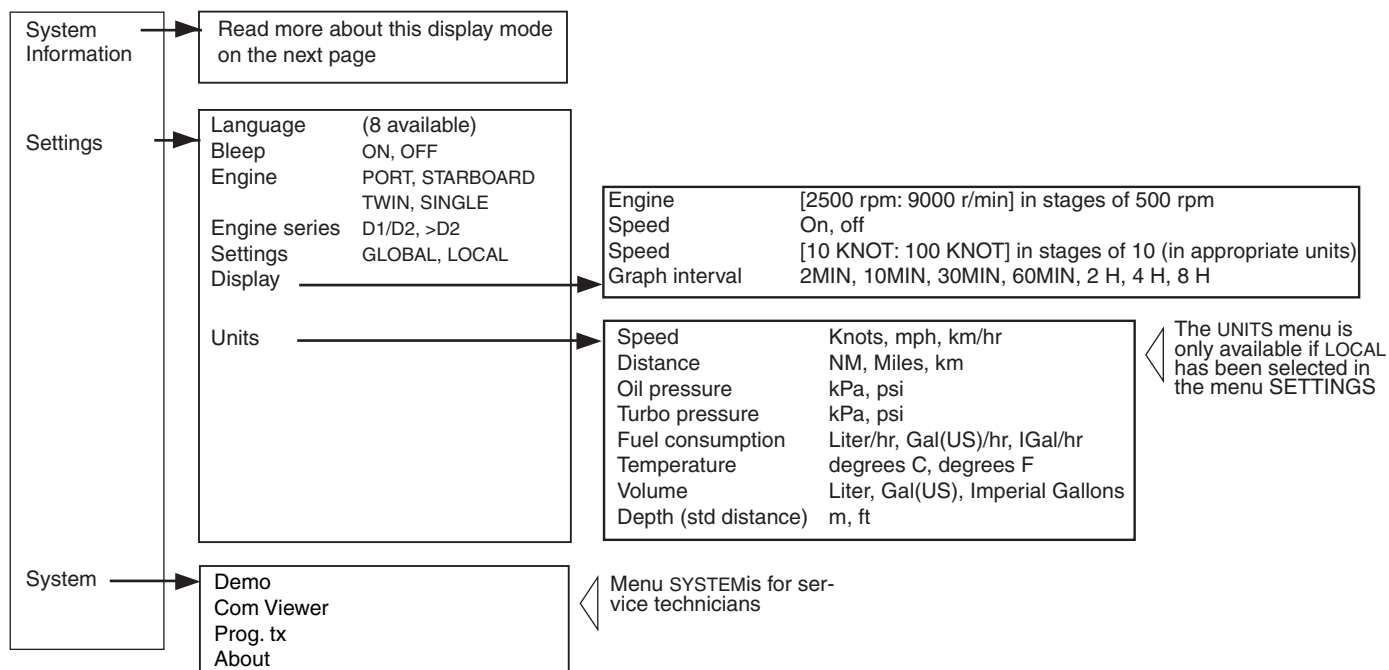 System
Information
Read more about this display mode
on the next page
Settings
Language (8 available)
Bleep ON, OFF
Engine PORT, STARBOARD
TWIN, SINGLE
Engine series D1/D2, >D2
Settings GLOBAL, LOCAL
Display
Engine [2500 rpm: 9000 r/min] in stages of 500 rpm
Speed On, off
Speed [10 KNOT: 100 KNOT] in stages of 10 (in appropriate units)
Graph interval 2MIN, 10MIN, 30MIN, 60MIN, 2 H, 4 H, 8 H
Units
Speed Knots, mph, km/hr
Distance NM, Miles, km
Oil pressure kPa, psi
Turbo pressure kPa, psi
Fuel consumption Liter/hr, Gal(US)/hr, IGal/hr
Temperature degrees C, degrees F
Volume Liter, Gal(US), Imperial Gallons
Depth (std distance) m, ft
The UNITS menu is
only available if LOCAL
has been selected in
the menu SETTINGS
System
Demo
Com Viewer
Prog. tx
About
Menu SYSTEMis for ser-
vice technicians